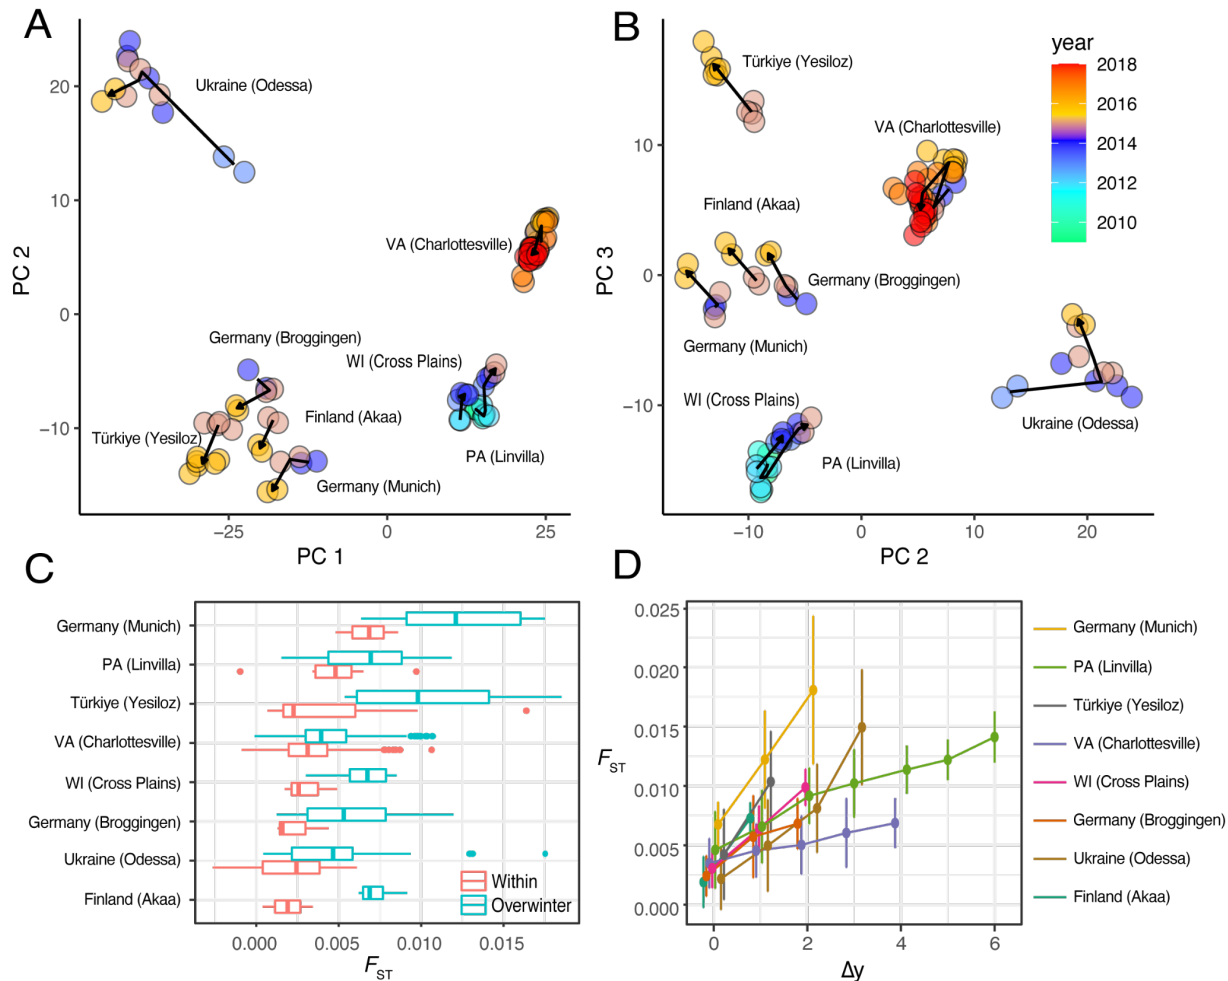 A
Ukraine (Odessa)
20
10
VA (Charlottesville)
PC 2
0
Germany (Broggingen)
WI (Cross Plains)
Finland (Akaa)
−10
Türkiye (Yesiloz)
PA (Linvilla)
Germany (Munich)
−25
0
25
PC 1
B
Türkiye (Yesiloz)
VA (Charlottesville)
10
Finland (Akaa)
PC 3
0
Germany (Broggingen)
Germany (Munich)
WI (Cross Plains)
−10
Ukraine (Odessa)
PA (Linvilla)
−10
0
10
20
PC 2
year
2018
2016
2014
2012
2010
C
Germany (Munich)
PA (Linvilla)
Türkiye (Yesiloz)
VA (Charlottesville)
WI (Cross Plains)
Germany (Broggingen)
Ukraine (Odessa)
Finland (Akaa)
Within
Overwinter
0.000
0.005
0.010
0.015
FST
D
0.025
0.020
0.015
FST
0.010
0.005
0.000
0
2
4
6
Δy
Germany (Munich)
PA (Linvilla)
Türkiye (Yesiloz)
VA (Charlottesville)
WI (Cross Plains)
Germany (Broggingen)
Ukraine (Odessa)
Finland (Akaa)